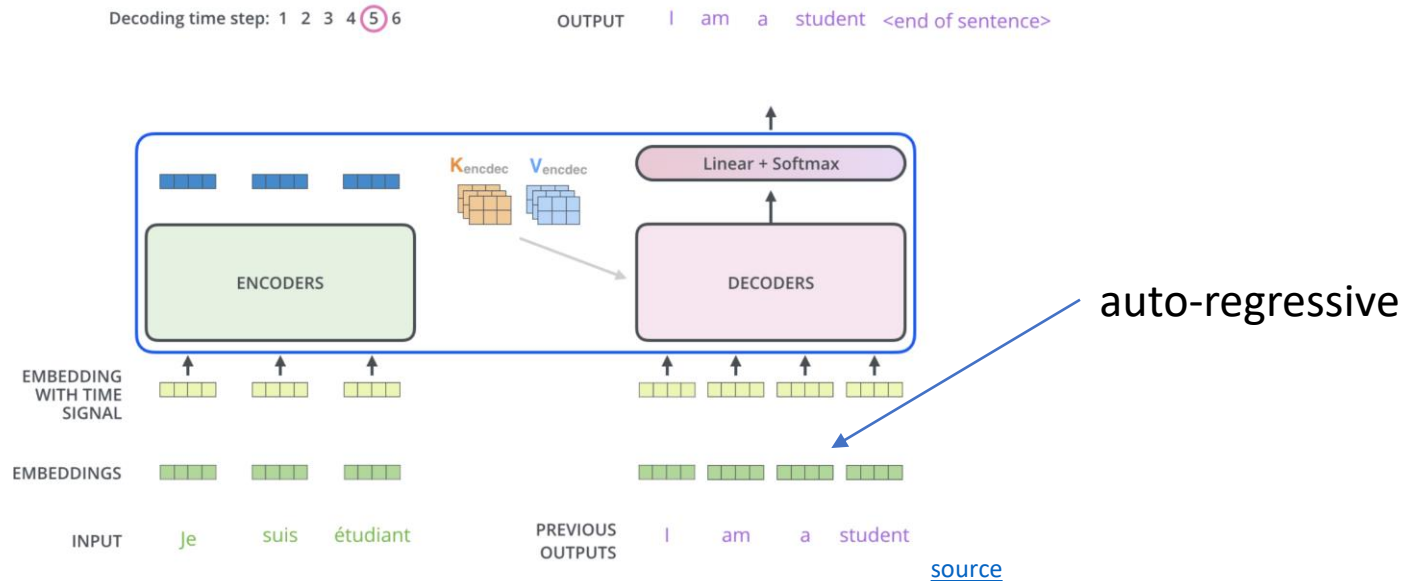 Decoding time step: 1 2 3 4 5 6
OUTPUT I am a student <end of sentence>
Kencdec Vencdec
Linear + Softmax
ENCODERS
DECODERS
auto-regressive
EMBEDDING
WITH TIME
SIGNAL
EMBEDDINGS
INPUT Je suis étudiant
PREVIOUS
OUTPUTS
I am a student
source